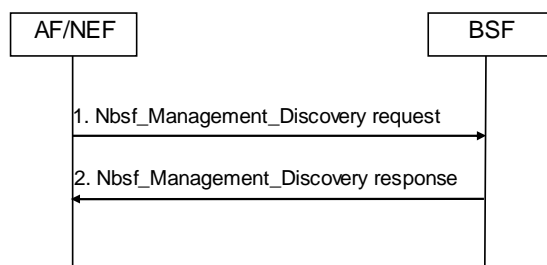 AF/NEF
BSF
1. Nbsf_Management_Discovery request
2. Nbsf_Management_Discovery response